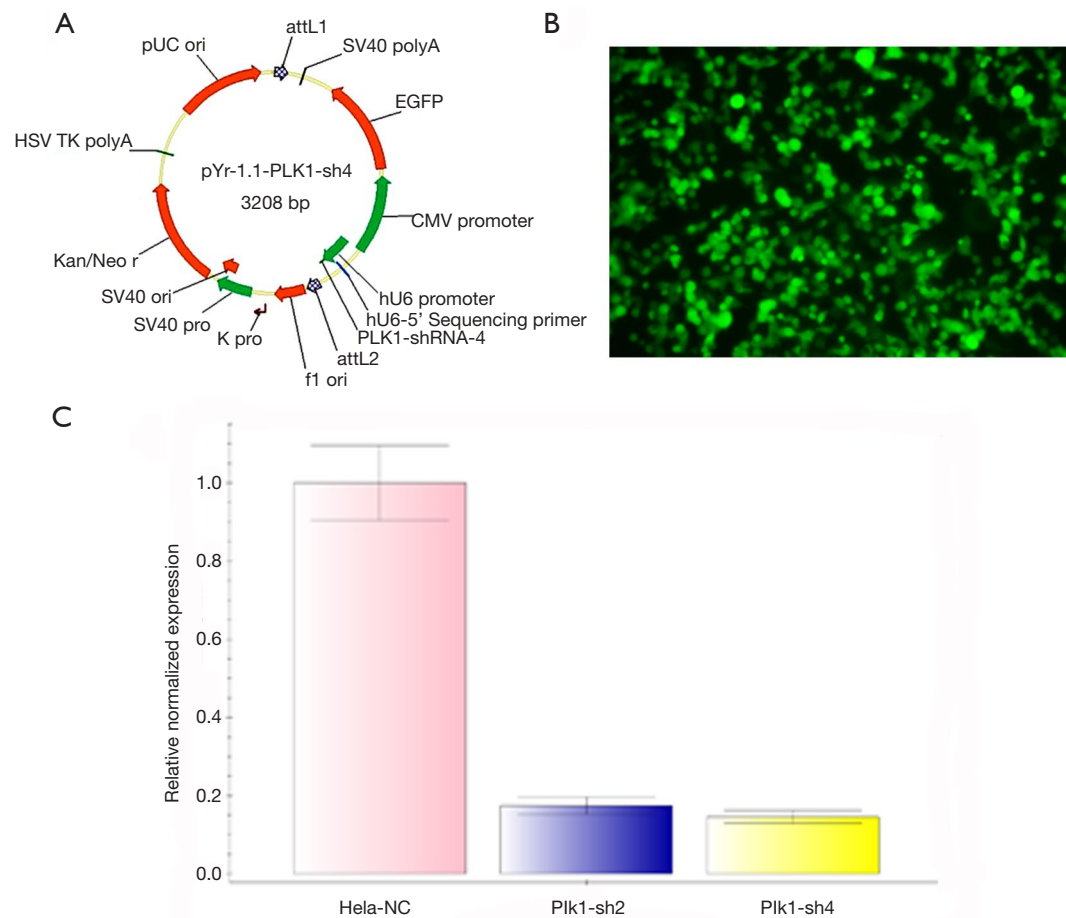 A
attL1
pUC ori
SV40 polyA
EGFP
HSV TK polyA
pYr-1.1-PLK1-sh4
3208 bp
CMV promoter
Kan/Neo r
SV40 ori
hU6 promoter
SV40 pro
hU6-5' Sequencing primer
K pro
PLK1-shRNA-4
attL2
f1 ori
B
C
Relative normalized expression
1.0
0.8
0.6
0.4
0.2
0.0
Hela-NC
Plk1-sh2
Plk1-sh4